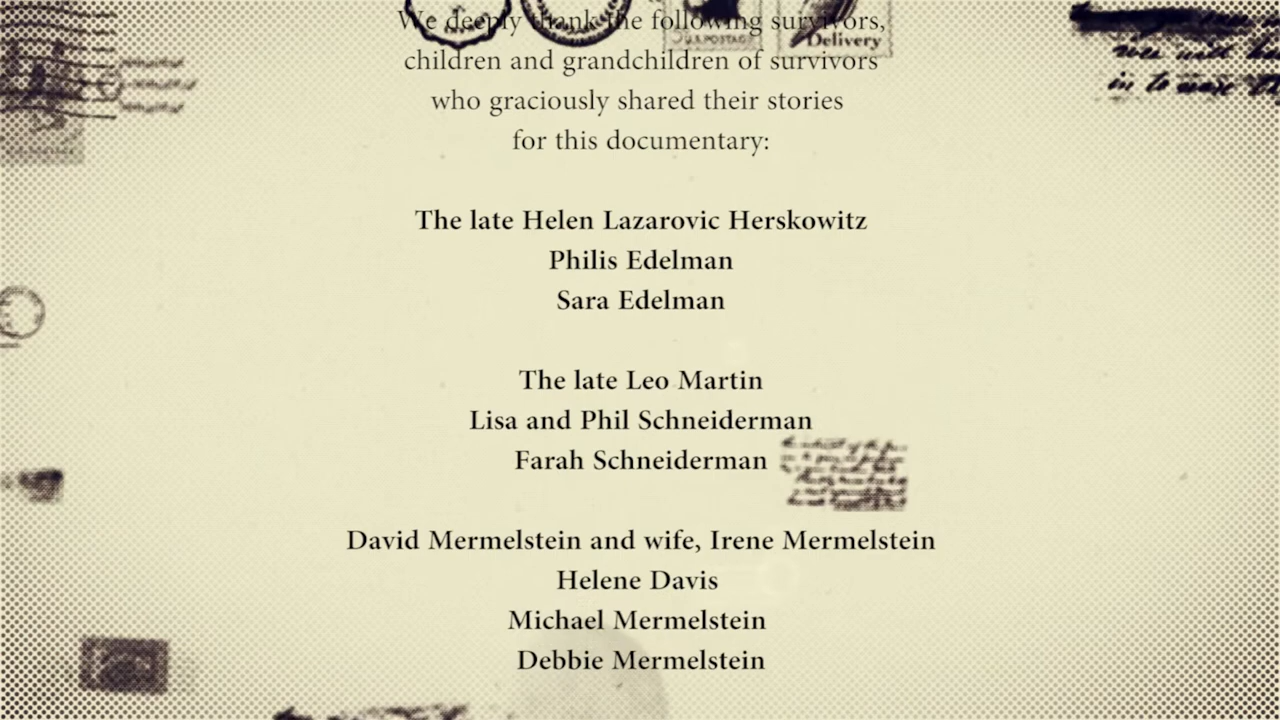 We deeply thank the following survivors,
children and grandchildren of survivors
who graciously shared their stories
for this documentary:
The late Helen Lazarovic Herskowitz
Philis Edelman
Sara Edelman
The late Leo Martin
Lisa and Phil Schneiderman
Farah Schneiderman
David Mermelstein and wife, Irene Mermelstein
Helene Davis
Michael Mermelstein
Debbie Mermelstein
U.S. POSTAGE
Delivery